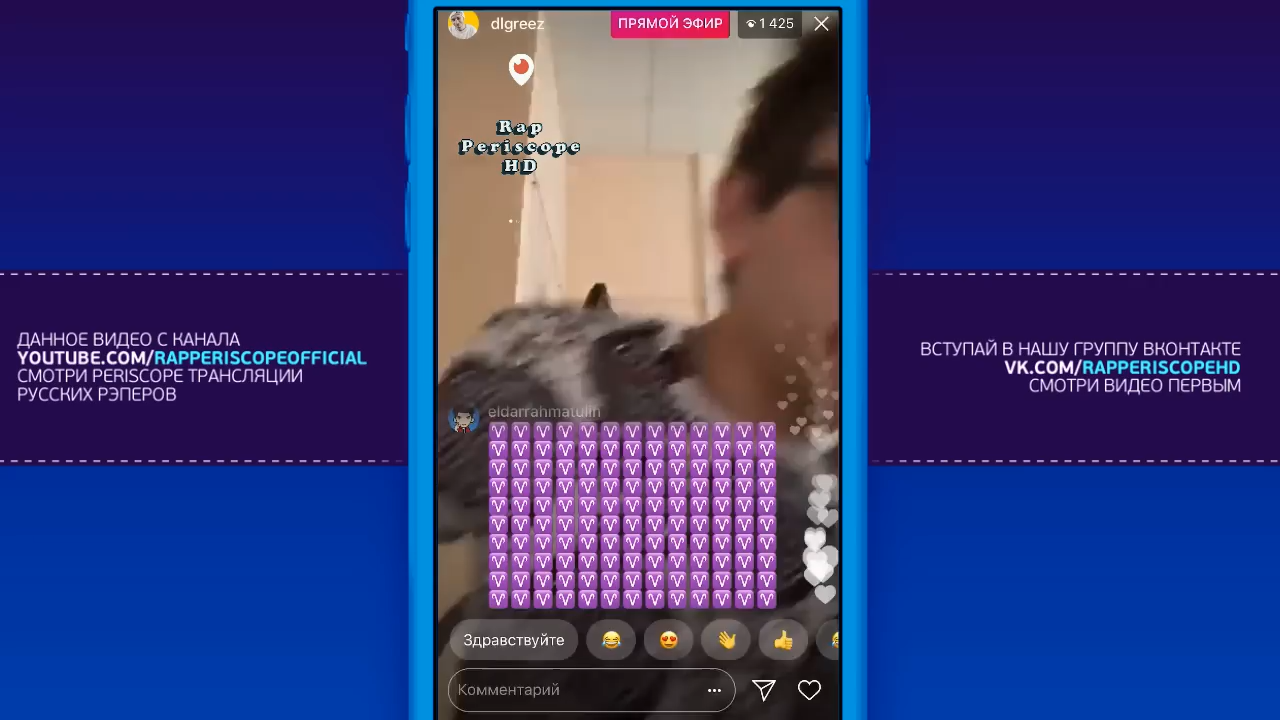 dlgreez
ПРЯМОЙ ЭФИР
1 425
Rap
Periscope
HD
ДАННОЕ ВИДЕО С КАНАЛА
YOUTUBE.COM/RAPPERISCOPEOFFICIAL
СМОТРИ PERISCOPE ТРАНСЛЯЦИИ
РУССКИХ РЭПЕРОВ
ВСТУПАЙ В НАШУ ГРУППУ ВКОНТАКТЕ
VK.COM/RAPPERISCOPEHD
СМОТРИ ВИДЕО ПЕРВЫМ
eldarrahmatulin
Здравствуйте
Комментарий